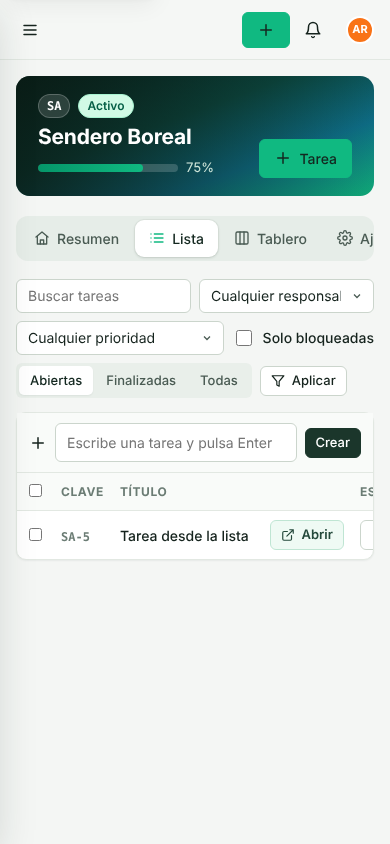 AR
SA Activo
Sendero Boreal
75%
Tarea
Resumen Lista Tablero Aj
Buscar tareas Cualquier responsal
Cualquier prioridad Solo bloqueadas
Abiertas Finalizadas Todas Aplicar
Escribe una tarea y pulsa Enter Crear
CLAVE TÍTULO ES
SA-5 Tarea desde la lista Abrir